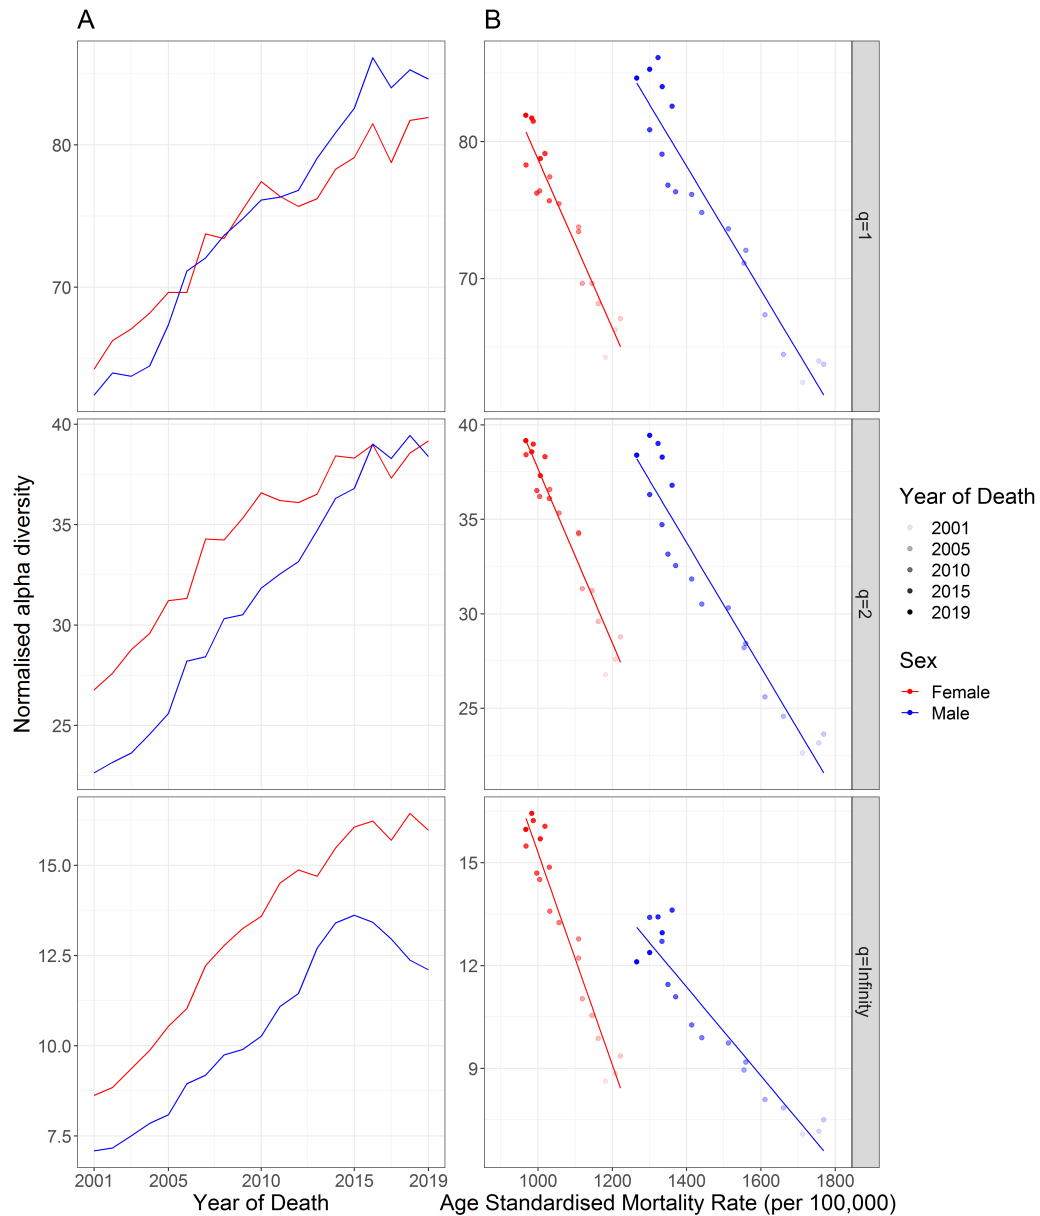 A
B
80
70
80
70
q=1
40
35
30
25
40
35
30
25
q=2
15.0
12.5
10.0
7.5
15
12
9
q=Infinity
2001 2005 2010 2015 2019
1000 1200 1400 1600 1800
Year of Death
Age Standardised Mortality Rate (per 100,000)
Normalised alpha diversity
Year of Death
2001
2005
2010
2015
2019
Sex
Female
Male